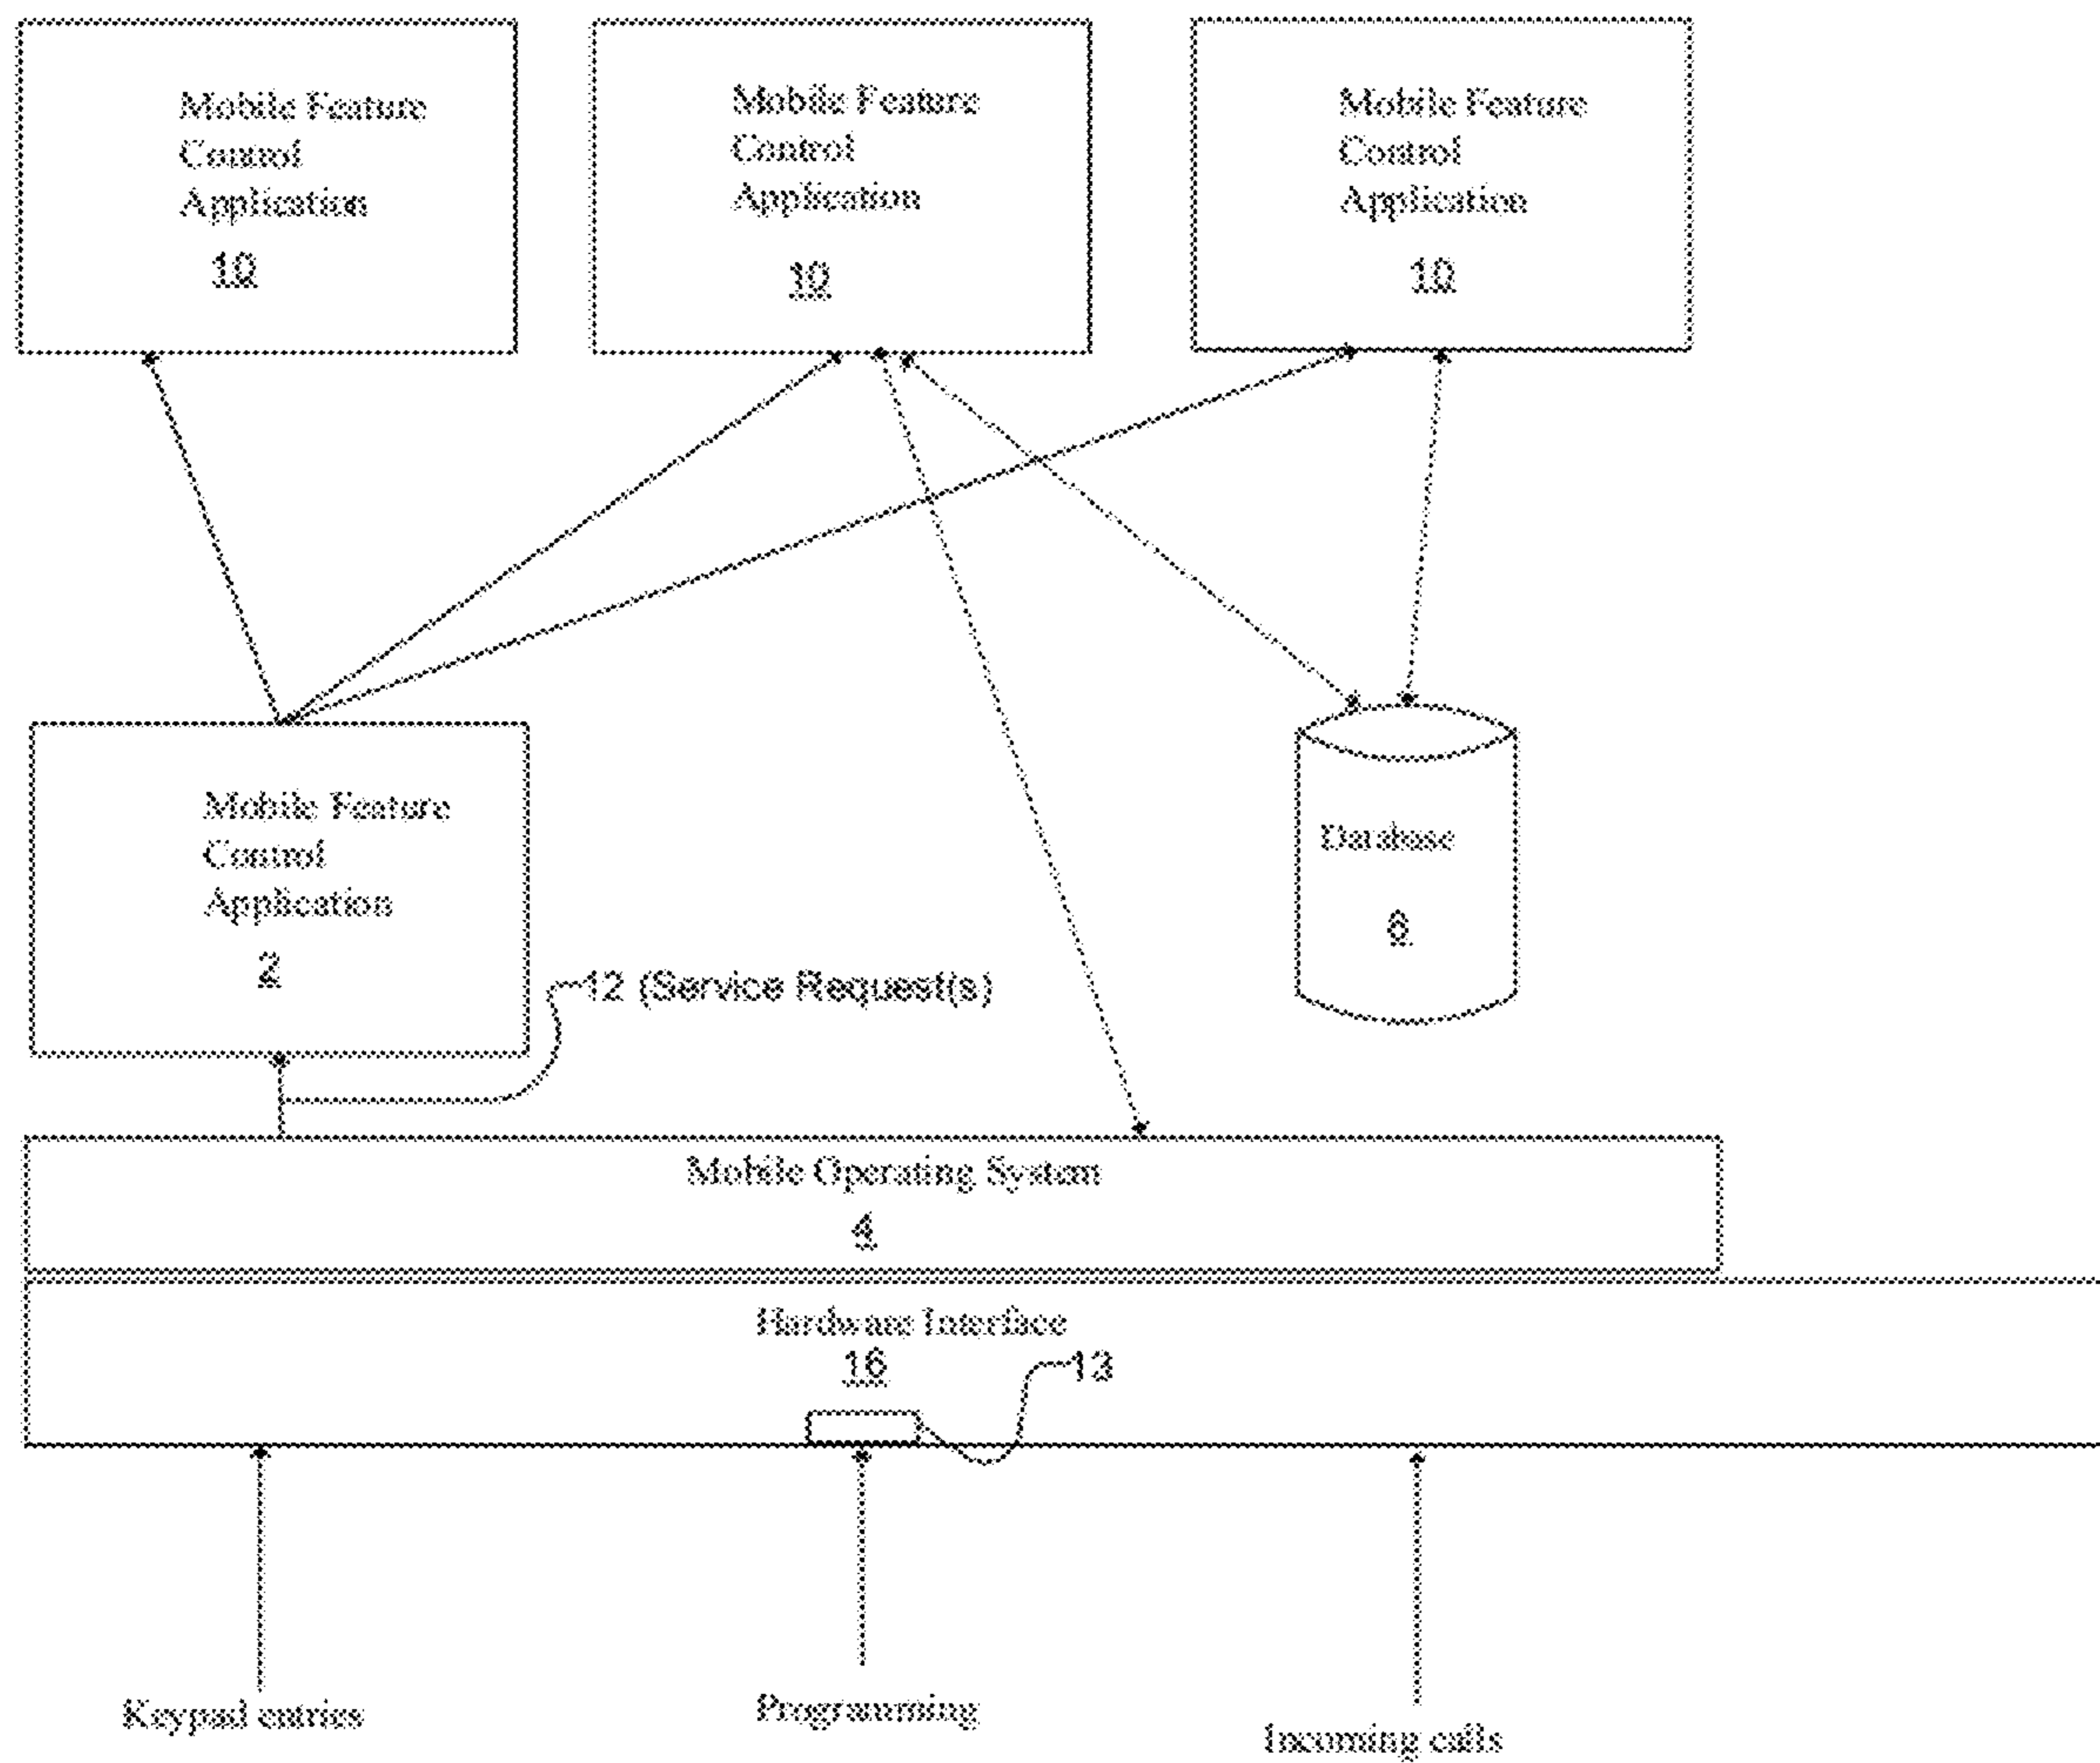 Mobile Feature
Control
Application
10
Mobile Feature
Control
Application
10
Mobile Feature
Control
Application
10
Mobile Feature
Control
Application
2
12 (Service Request(s)
Database
6
Mobile Operating System
4
Hardware Interface
16
13
Keypad entries
Programming
Incoming calls